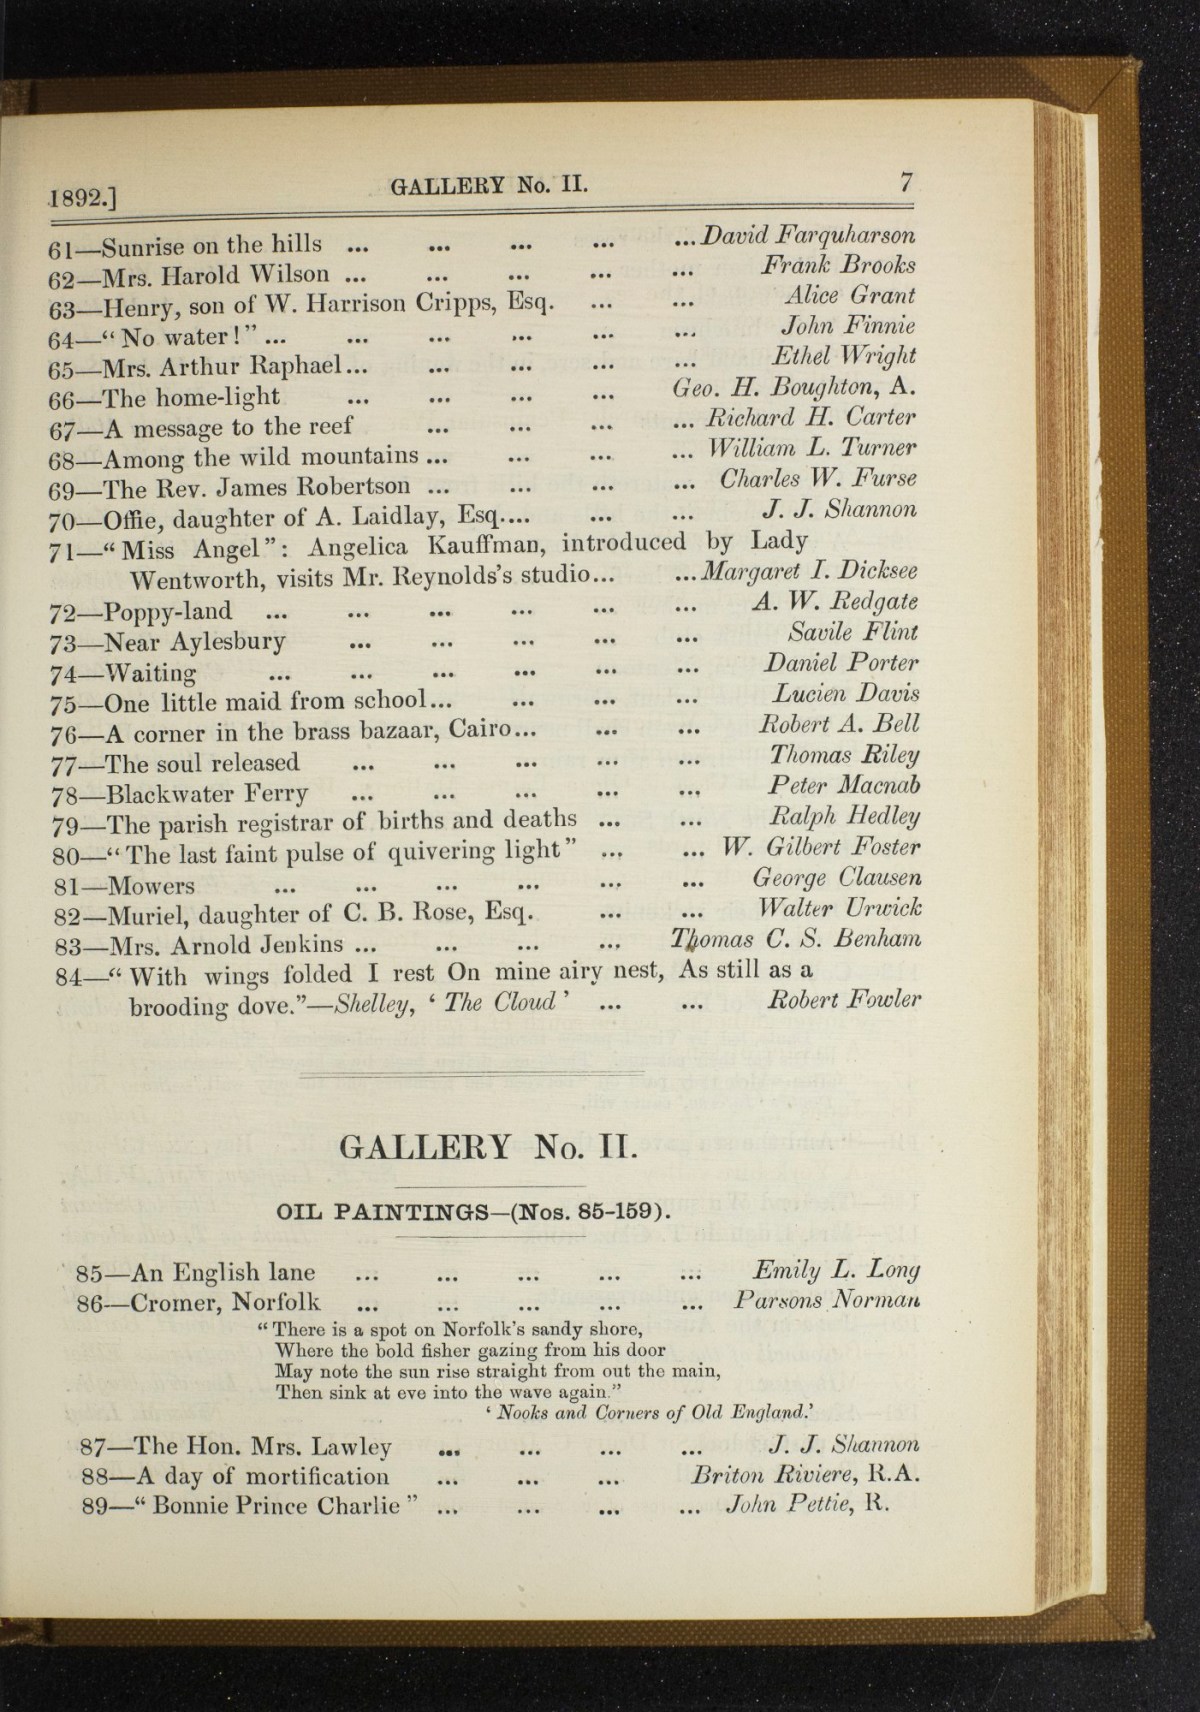 1892.] GALLERY No. II. 7
61—Sunrise on the hills ... ... ... ... ... David Farquharson
62—Mrs. Harold Wilson ... ... ... ... ... Frank Brooks
63—Henry, son of W. Harrison Cripps, Esq. ... ... Alice Grant
64—“No water!” ... ... ... ... ... ... John Finnie
65—Mrs. Arthur Raphael... ... ... ... ... Ethel Wright
66—The home-light ... ... ... ... Geo. H. Boughton, A.
67—A message to the reef ... ... ... ... Richard H. Carter
68—Among the wild mountains ... ... ... ... William L. Turner
69—The Rev. James Robertson ... ... ... ... Charles W. Furse
70—Offie, daughter of A. Laidlay, Esq.... ... ... J. J. Shannon
71—“Miss Angel”: Angelica Kauffman, introduced by Lady
Wentworth, visits Mr. Reynolds's studio... ... Margaret I. Dicksee
72—Poppy-land ... ... ... ... ... ... A. W. Redgate
73—Near Aylesbury ... ... ... ... ... Savile Flint
74—Waiting ... ... ... ... ... ... Daniel Porter
75—One little maid from school... ... ... ... Lucien Davis
76—A corner in the brass bazaar, Cairo... ... ... Robert A. Bell
77—The soul released ... ... ... ... ... Thomas Riley
78—Blackwater Ferry ... ... ... ... ... Peter Macnab
79—The parish registrar of births and deaths ... ... Ralph Hedley
80—“The last faint pulse of quivering light” ... ... W. Gilbert Foster
81—Mowers ... ... ... ... ... ... George Clausen
82—Muriel, daughter of C. B. Rose, Esq. ... ... Walter Urwick
83—Mrs. Arnold Jenkins ... ... ... ... Thomas C. S. Benham
84—“With wings folded I rest On mine airy nest, As still as a
brooding dove.”—Shelley, ‘The Cloud’ ... ... Robert Fowler
GALLERY No. II.
OIL PAINTINGS—(Nos. 85-159).
85—An English lane ... ... ... ... ... Emily L. Long
86—Cromer, Norfolk ... ... ... ... ... Parsons Norman
“There is a spot on Norfolk's sandy shore,
Where the bold fisher gazing from his door
May note the sun rise straight from out the main,
Then sink at eve into the wave again.”
‘Nooks and Corners of Old England.’
87—The Hon. Mrs. Lawley ... ... ... ... J. J. Shannon
88—A day of mortification ... ... ... Briton Riviere, R.A.
89—“Bonnie Prince Charlie” ... ... ... ... John Pettie, R.